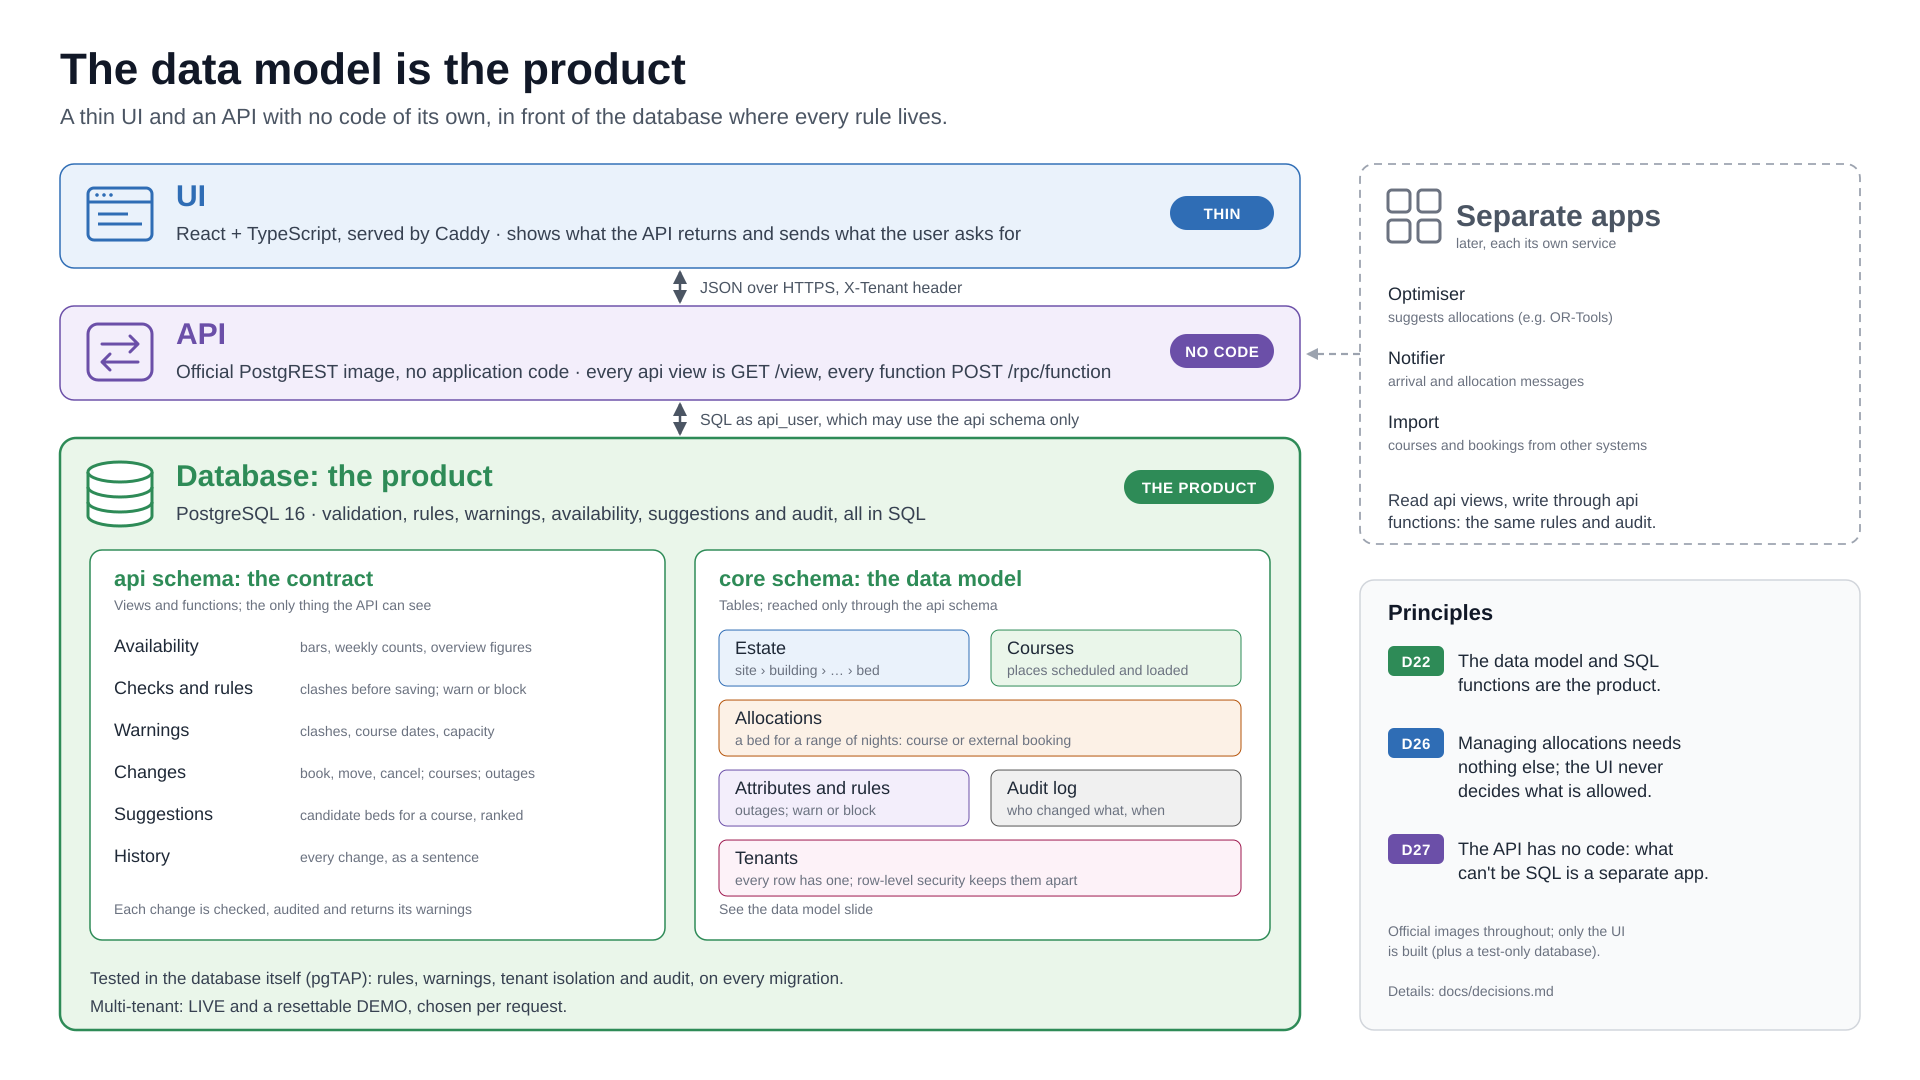 The data model is the product
A thin UI and an API with no code of its own, in front of the database where every rule lives.
UI
React + TypeScript, served by Caddy · shows what the API returns and sends what the user asks for
THIN
JSON over HTTPS, X-Tenant header
API
Official PostgREST image, no application code · every api view is GET /view, every function POST /rpc/function
NO CODE
SQL as api_user, which may use the api schema only
Database: the product
PostgreSQL 16 · validation, rules, warnings, availability, suggestions and audit, all in SQL
THE PRODUCT
api schema: the contract
Views and functions; the only thing the API can see
Availability bars, weekly counts, overview figures
Checks and rules clashes before saving; warn or block
Warnings clashes, course dates, capacity
Changes book, move, cancel; courses; outages
Suggestions candidate beds for a course, ranked
History every change, as a sentence
Each change is checked, audited and returns its warnings
core schema: the data model
Tables; reached only through the api schema
Estate
site › building › … › bed
Courses
places scheduled and loaded
Allocations
a bed for a range of nights: course or external booking
Attributes and rules
outages; warn or block
Audit log
who changed what, when
Tenants
every row has one; row-level security keeps them apart
See the data model slide
Tested in the database itself (pgTAP): rules, warnings, tenant isolation and audit, on every migration.
Multi-tenant: LIVE and a resettable DEMO, chosen per request.
Separate apps
later, each its own service
Optimiser
suggests allocations (e.g. OR-Tools)
Notifier
arrival and allocation messages
Import
courses and bookings from other systems
Read api views, write through api
functions: the same rules and audit.
Principles
D22 The data model and SQL
functions are the product.
D26 Managing allocations needs
nothing else; the UI never
decides what is allowed.
D27 The API has no code: what
can't be SQL is a separate app.
Official images throughout; only the UI
is built (plus a test-only database).
Details: docs/decisions.md